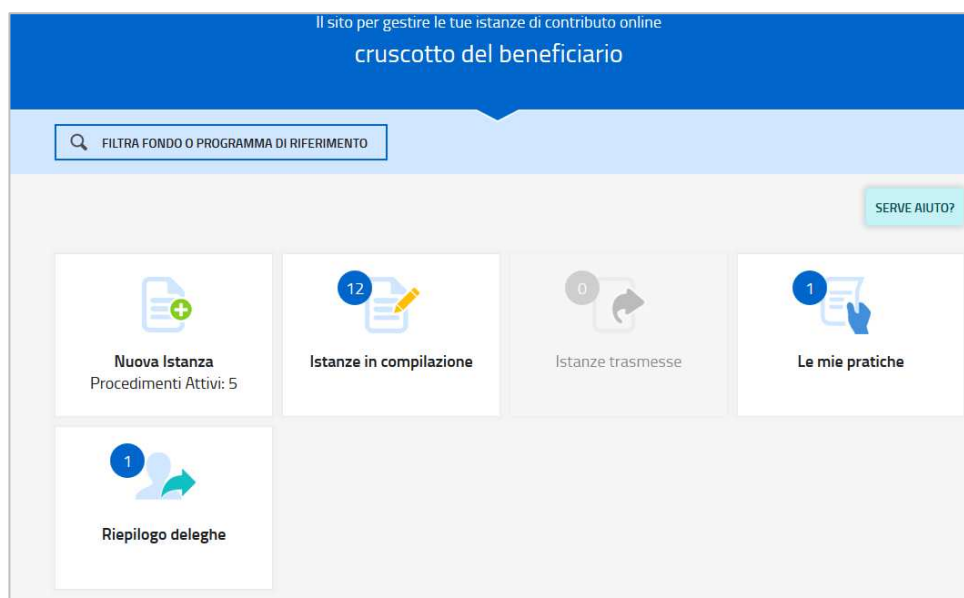 Il sito per gestire le tue istanze di contributo online
cruscotto del beneficiario
FILTRA FONDO O PROGRAMMA DI RIFERIMENTO
SERVE AIUTO?
12
0
1
Nuova Istanza
Procedimenti Attivi: 5
Istanze in compilazione
Istanze trasmesse
Le mie pratiche
1
Riepilogo deleghe